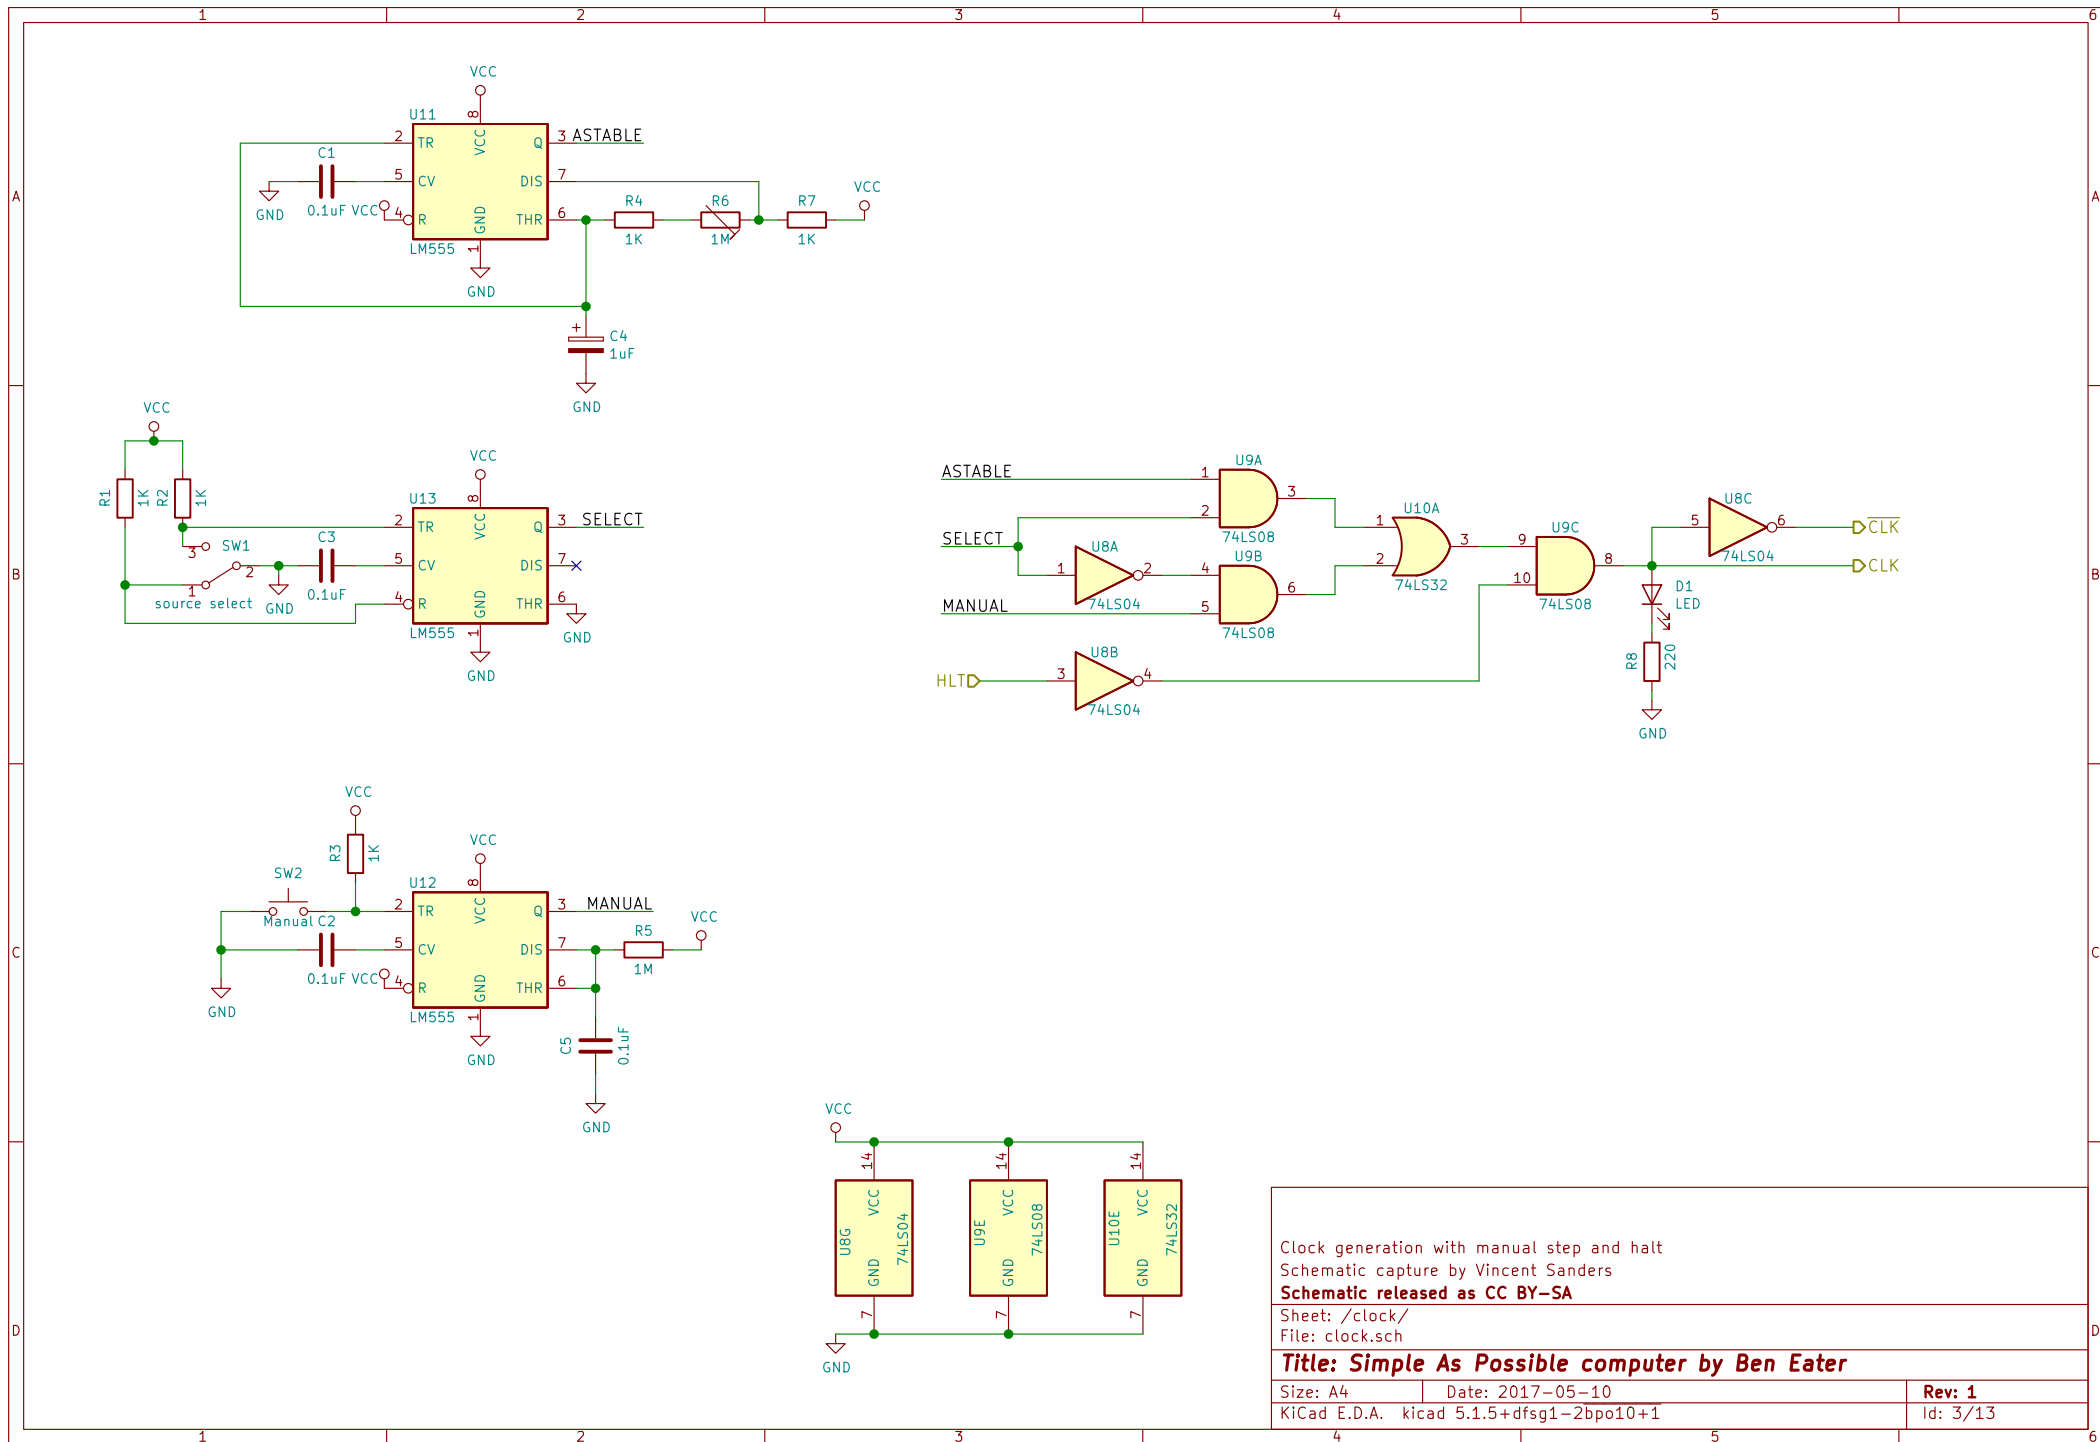 1 2 3 4 5 6
A A
B B
C C
D D
VCC
U11
8
2 TR VCC Q 3 ASTABLE
C1
5 CV DIS 7
GND
0.1uF VCC 4 R GND THR 6
R4 R6 R7 VCC
1K 1M 1K
LM555 1
GND
+ C4
1uF
GND
VCC
R1 1K R2 1K
VCC
U13
8
2 TR VCC Q 3 SELECT
3 SW1 C3
2 5 CV DIS 7
1
source select
GND
0.1uF
4 R GND THR 6
LM555 1
GND
GND
VCC
R3 1K
VCC
SW2
U12
8
2 TR VCC Q 3 MANUAL
Manual C2
5 CV DIS 7
R5 VCC
1M
0.1uF VCC 4 R GND THR 6
GND
LM555 1
GND
C5 0.1uF
GND
ASTABLE 1 U9A 3
2
74LS08
SELECT
1 U8A 2
74LS04
4 U9B 6
MANUAL 5
74LS08
HLT 3 U8B 4
74LS04
1 U10A 3
2
74LS32
9 U9C 8
10
74LS08
5 U8C 6 CLK
74LS04
CLK
D1
LED
R8 220
GND
VCC
14 14 14
U8G VCC GND 74LS04
U9E VCC GND 74LS08
U10E VCC GND 74LS32
7 7 7
GND
Clock generation with manual step and halt
Schematic capture by Vincent Sanders
Schematic released as CC BY-SA
Sheet: /clock/
File: clock.sch
Title: Simple As Possible computer by Ben Eater
Size: A4 Date: 2017-05-10 Rev: 1
KiCad E.D.A. kicad 5.1.5+dfsg1-2bpo10+1 Id: 3/13
1 2 3 4 5 6